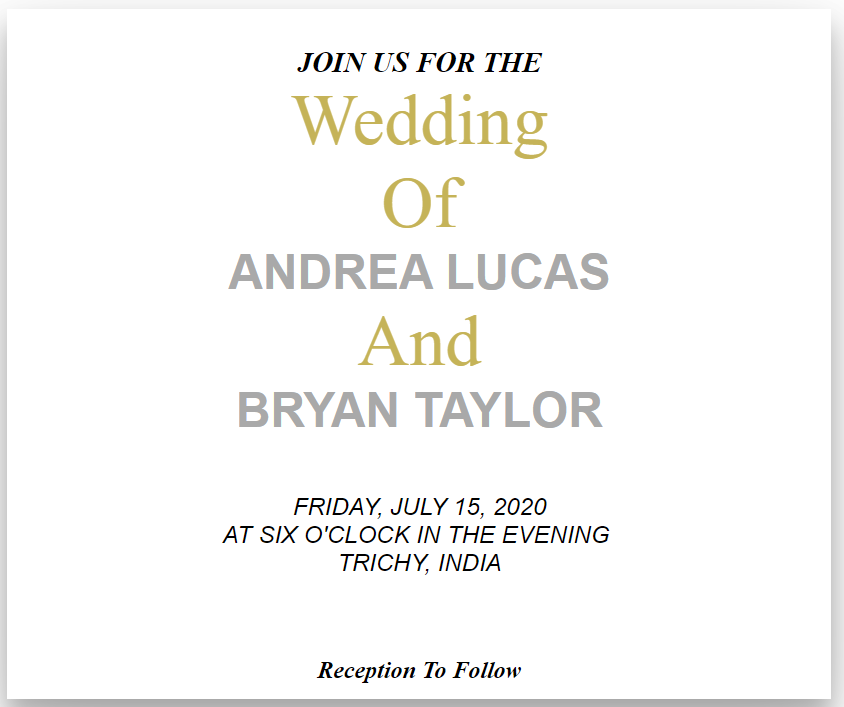 JOIN US FOR THE
Wedding
Of
ANDREA LUCAS
And
BRYAN TAYLOR
FRIDAY, JULY 15, 2020
AT SIX O'CLOCK IN THE EVENING
TRICHY, INDIA
Reception To Follow